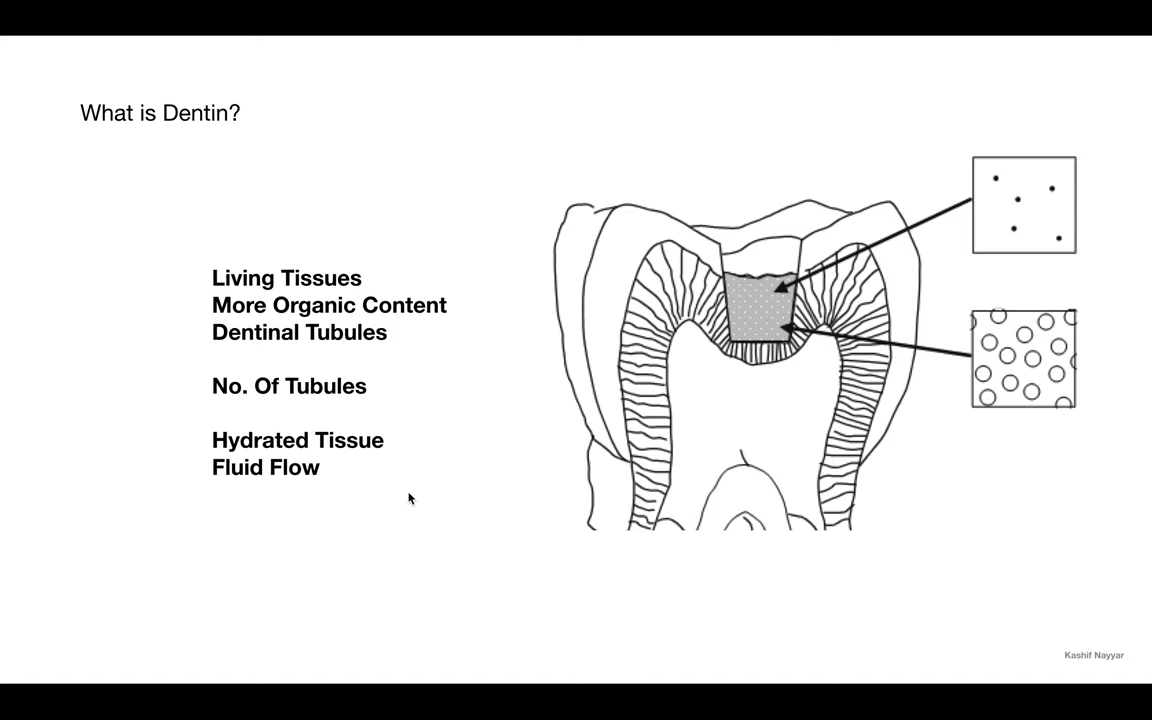 What is Dentin?
Living Tissues
More Organic Content
Dentinal Tubules
No. Of Tubules
Hydrated Tissue
Fluid Flow
Kashif Nayyar